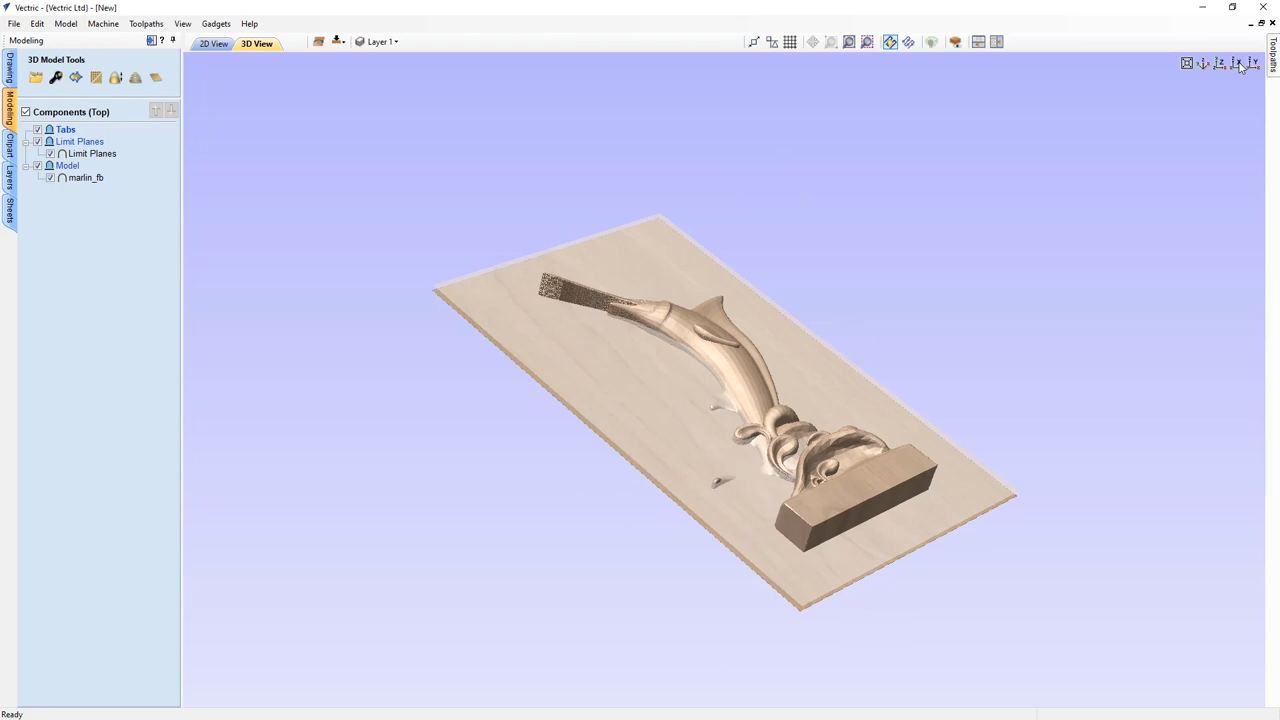 Vectric - {Vectric Ltd} - [New]
File Edit Model Machine Toolpaths View Gadgets Help
Modeling ?
2D View 3D View Layer 1
3D Model Tools
Components (Top)
Tabs
Limit Planes
Limit Planes
Model
marlin_fb
Drawing
Modeling
Clipart
Layers
Sheets
Toolpaths
Z X Y
Ready